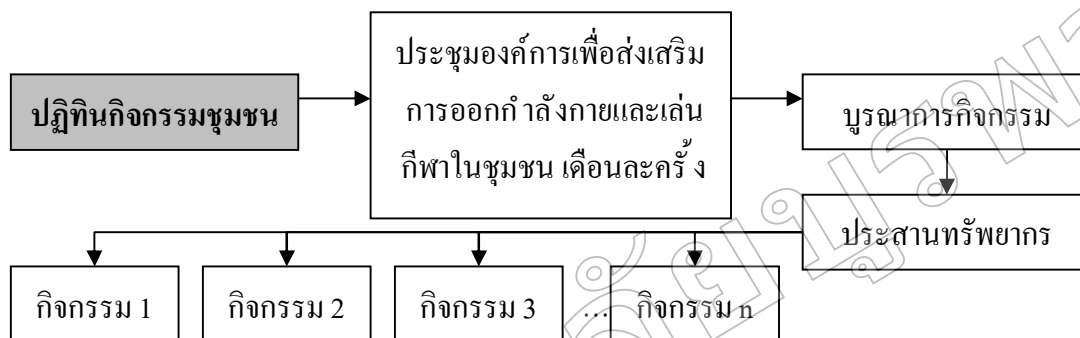 ปฏิทินกิจกรรมชุมชน
ประชุมองค์การเพื่อส่งเสริม
การออกกำลังกายและเล่น
กีฬาในชุมชน เดือนละครั้ง
บูรณาการกิจกรรม
ประสานทรัพยากร
กิจกรรม 1
กิจกรรม 2
กิจกรรม 3
...
กิจกรรม n